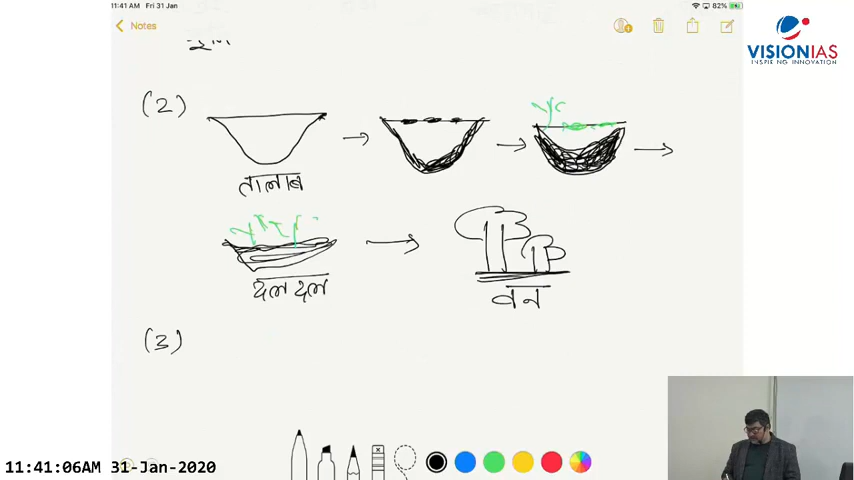 11:41 AM Fri 31 Jan
82%
Notes
VISIONIAS
INSPIRING INNOVATION
(2)
तालाब
दलदल
वन
(3)
11:41:06AM 31-Jan-2020